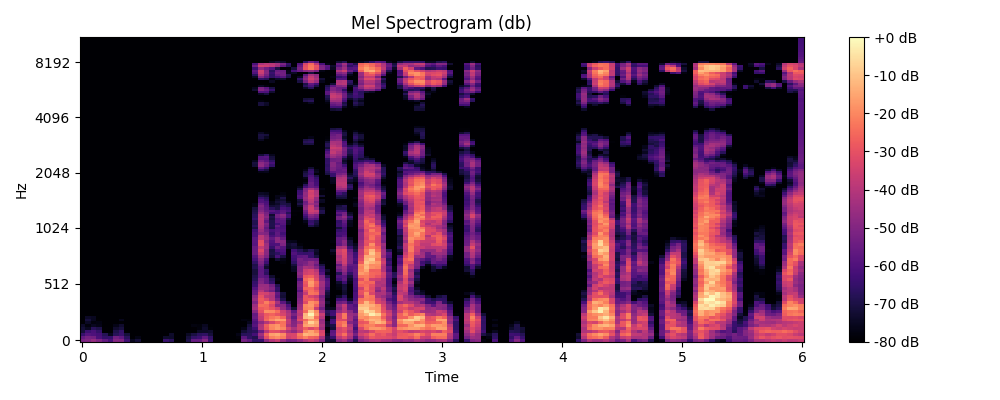 Mel Spectrogram (db)
8192
4096
2048
1024
512
0
Hz
0 1 2 3 4 5 6
Time
+0 dB
-10 dB
-20 dB
-30 dB
-40 dB
-50 dB
-60 dB
-70 dB
-80 dB